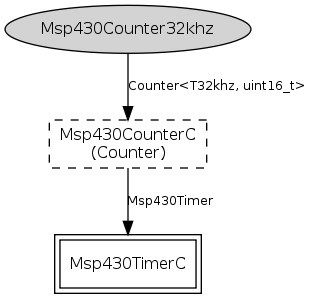 Msp430Counter32khz
Counter<T32khz, uint16_t>
Msp430CounterC
(Counter)
Msp430Timer
Msp430TimerC